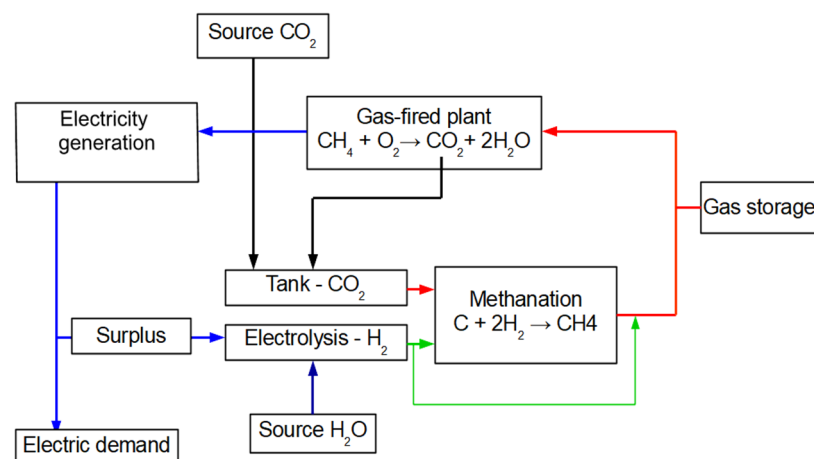 Source CO₂
Electricity
generation
Gas-fired plant
CH₄ + O₂→ CO₂+ 2H₂O
Gas storage
Tank - CO₂
Methanation
C + 2H₂ → CH4
Surplus
Electrolysis - H₂
Source H₂O
Electric demand